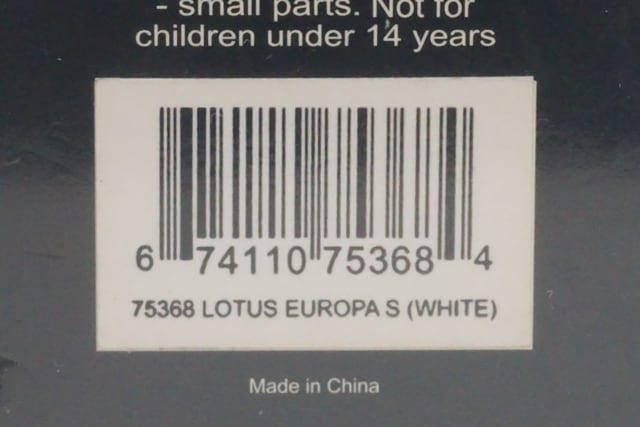 - small parts. Not for
children under 14 years
6 74110 75368 4
75368 LOTUS EUROPA S (WHITE)
Made in China